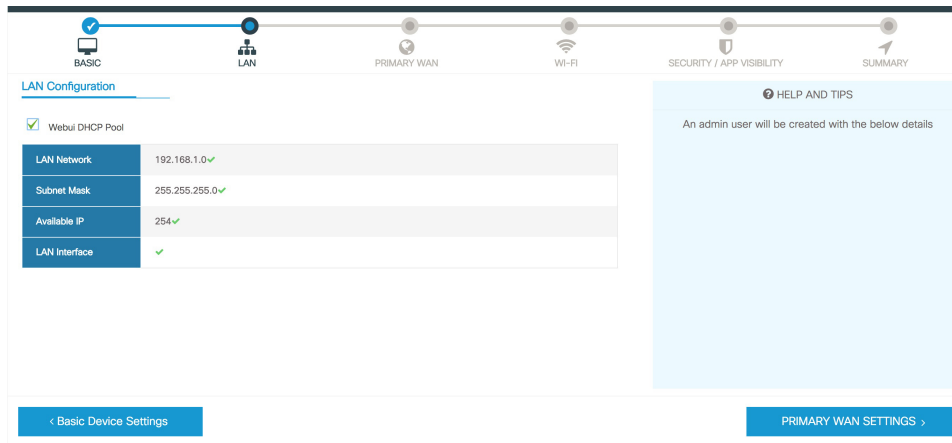 BASIC
LAN
PRIMARY WAN
WI-FI
SECURITY / APP VISIBILITY
SUMMARY
LAN Configuration
HELP AND TIPS
An admin user will be created with the below details
Webui DHCP Pool
LAN Network 192.168.1.0
Subnet Mask 255.255.255.0
Available IP 254
LAN Interface
< Basic Device Settings
PRIMARY WAN SETTINGS >